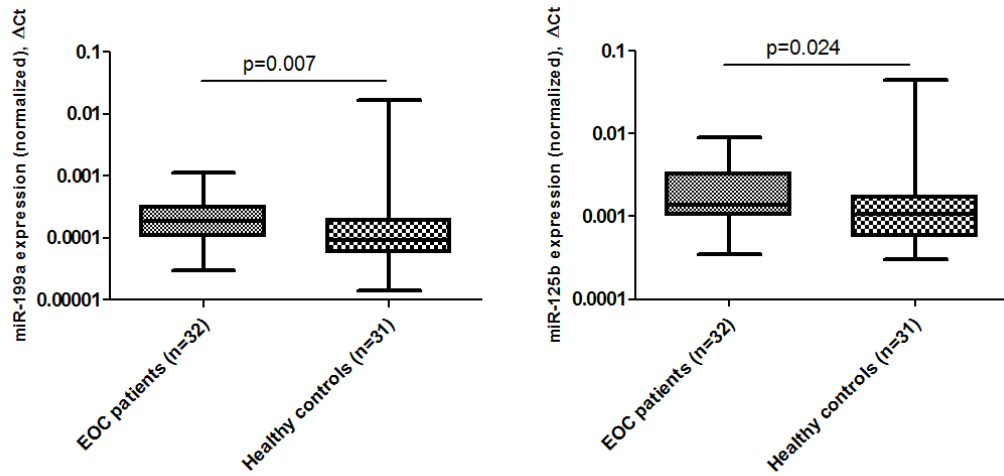 miR-199a expression (normalized), ΔCt
0.1
0.01
0.001
0.0001
0.00001
p=0.007
EOC patients (n=32)
Healthy controls (n=31)
miR-125b expression (normalized), ΔCt
0.1
0.01
0.001
0.0001
p=0.024
EOC patients (n=32)
Healthy controls (n=31)